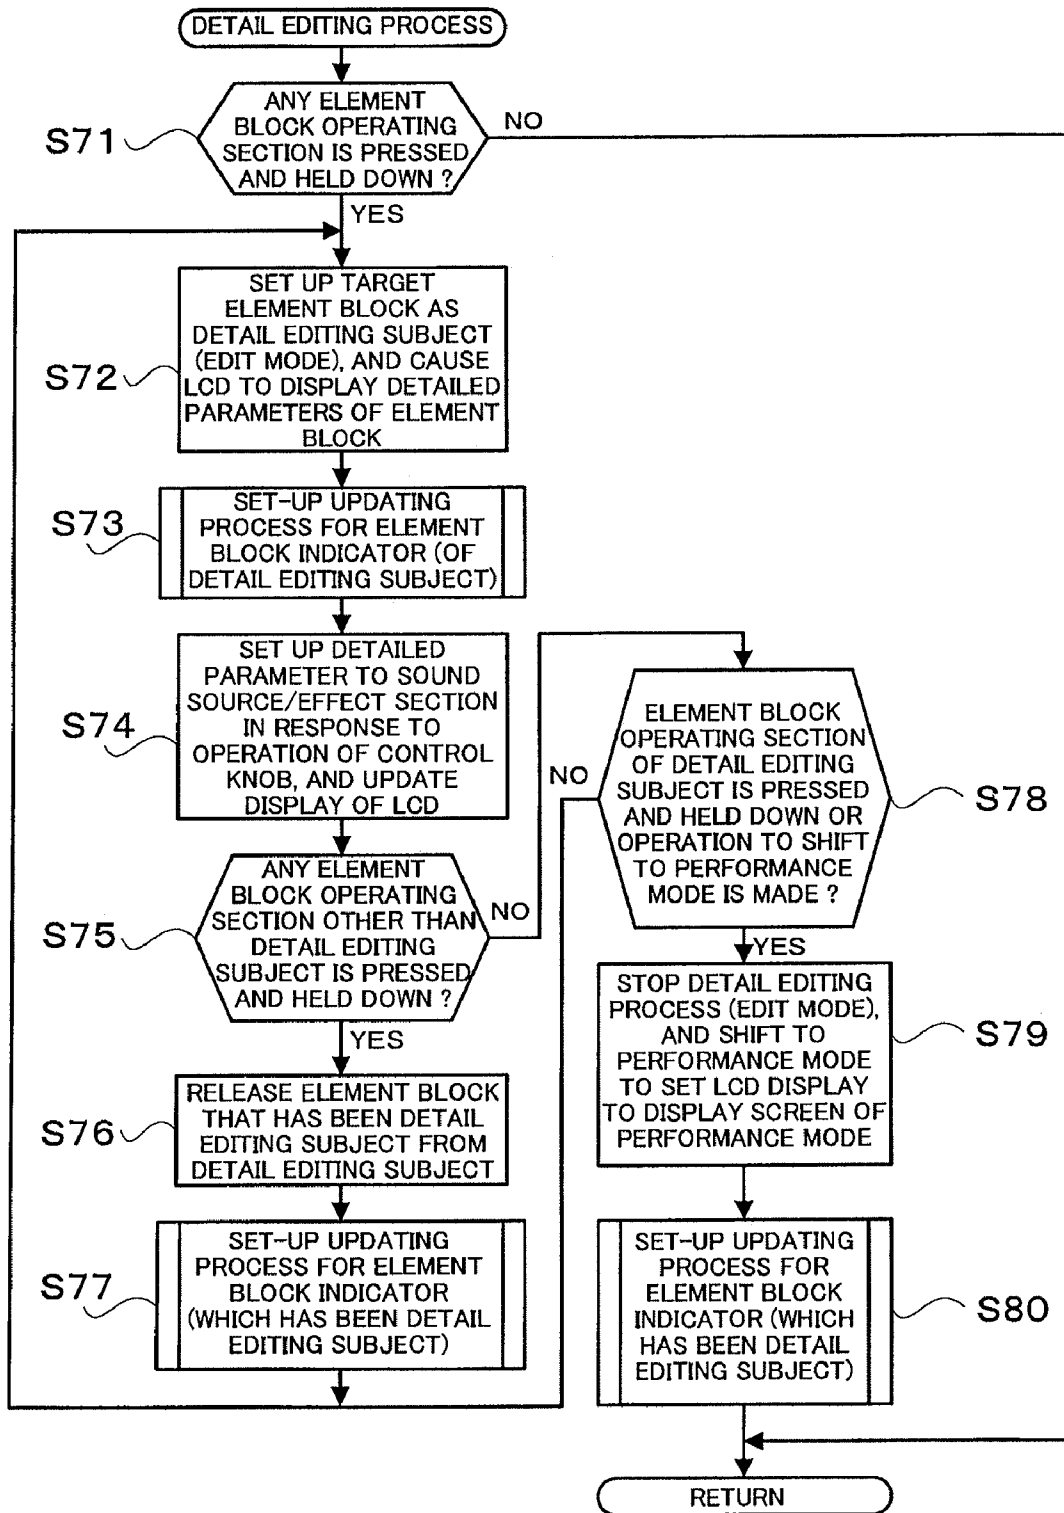 DETAIL EDITING PROCESS
S71
ANY ELEMENT
BLOCK OPERATING
SECTION IS PRESSED
AND HELD DOWN ?
NO
YES
S72
SET UP TARGET
ELEMENT BLOCK AS
DETAIL EDITING SUBJECT
(EDIT MODE), AND CAUSE
LCD TO DISPLAY DETAILED
PARAMETERS OF ELEMENT
BLOCK
S73
SET-UP UPDATING
PROCESS FOR ELEMENT
BLOCK INDICATOR (OF
DETAIL EDITING SUBJECT)
S74
SET UP DETAILED
PARAMETER TO SOUND
SOURCE/EFFECT SECTION
IN RESPONSE TO
OPERATION OF CONTROL
KNOB, AND UPDATE
DISPLAY OF LCD
S75
ANY ELEMENT
BLOCK OPERATING
SECTION OTHER THAN
DETAIL EDITING
SUBJECT IS PRESSED
AND HELD DOWN ?
NO
YES
S76
RELEASE ELEMENT BLOCK
THAT HAS BEEN DETAIL
EDITING SUBJECT FROM
DETAIL EDITING SUBJECT
S77
SET-UP UPDATING
PROCESS FOR ELEMENT
BLOCK INDICATOR
(WHICH HAS BEEN DETAIL
EDITING SUBJECT)
NO
ELEMENT BLOCK
OPERATING SECTION
OF DETAIL EDITING
SUBJECT IS PRESSED
AND HELD DOWN OR
OPERATION TO SHIFT
TO PERFORMANCE
MODE IS MADE ?
S78
YES
STOP DETAIL EDITING
PROCESS (EDIT MODE),
AND SHIFT TO
PERFORMANCE MODE
TO SET LCD DISPLAY
TO DISPLAY SCREEN OF
PERFORMANCE MODE
S79
SET-UP UPDATING
PROCESS FOR
ELEMENT BLOCK
INDICATOR (WHICH
HAS BEEN DETAIL
EDITING SUBJECT)
S80
RETURN